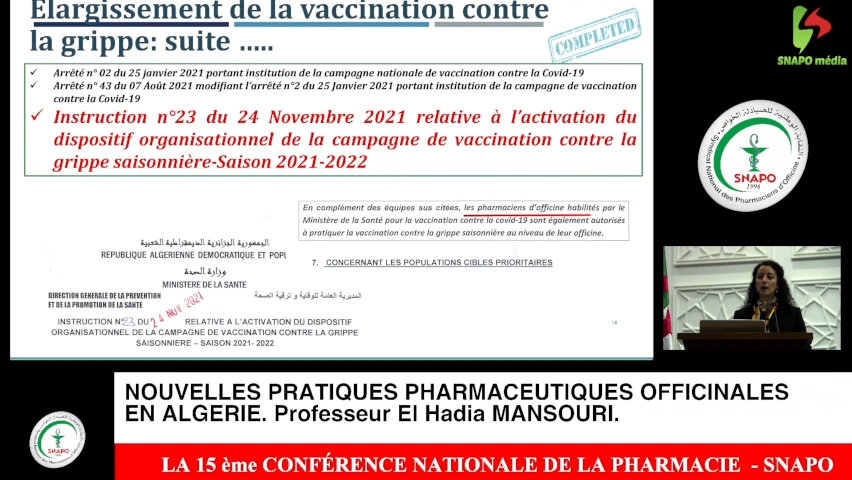 Elargissement de la vaccination contre
la grippe: suite .....
COMPLETED
SNAPO média
✓ Arrêté n° 02 du 25 janvier 2021 portant institution de la campagne nationale de vaccination contre la Covid-19
✓ Arrêté n° 43 du 07 Août 2021 modifiant l'arrêté n°2 du 25 Janvier 2021 portant institution de la campagne de vaccination
contre la Covid-19
✓ Instruction n°23 du 24 Novembre 2021 relative à l'activation du
dispositif organisationnel de la campagne de vaccination contre la
grippe saisonnière-Saison 2021-2022
النقابة الوطنية للصيادلة الخواص
SNAPO
1996
Syndicat National des Pharmaciens d'Officine
En complément des équipes sus citées, les pharmaciens d'officine habilités par le
Ministère de la Santé pour la vaccination contre la covid-19 sont également autorisés
à pratiquer la vaccination contre la grippe saisonnière au niveau de leur officine.
الجمهورية الجزائرية الديمقراطية الشعبية
REPUBLIQUE ALGERIENNE DEMOCRATIQUE ET POPU
7. CONCERNANT LES POPULATIONS CIBLES PRIORITAIRES
وزارة الصحة
MINISTERE DE LA SANTE
DIRECTION GENERALE DE LA PREVENTION
ET DE LA PROMOTION DE LA SANTE
المديرية العامة للوقاية و ترقية الصحة
24 NOV 2021
INSTRUCTION N°23 DU RELATIVE A L'ACTIVATION DU DISPOSITIF
ORGANISATIONNEL DE LA CAMPAGNE DE VACCINATION CONTRE LA GRIPPE
SAISONNIERE – SAISON 2021- 2022
16
NOUVELLES PRATIQUES PHARMACEUTIQUES OFFICINALES
EN ALGERIE. Professeur El Hadia MANSOURI.
SNAPO
LA 15 ème CONFÉRENCE NATIONALE DE LA PHARMACIE - SNAPO